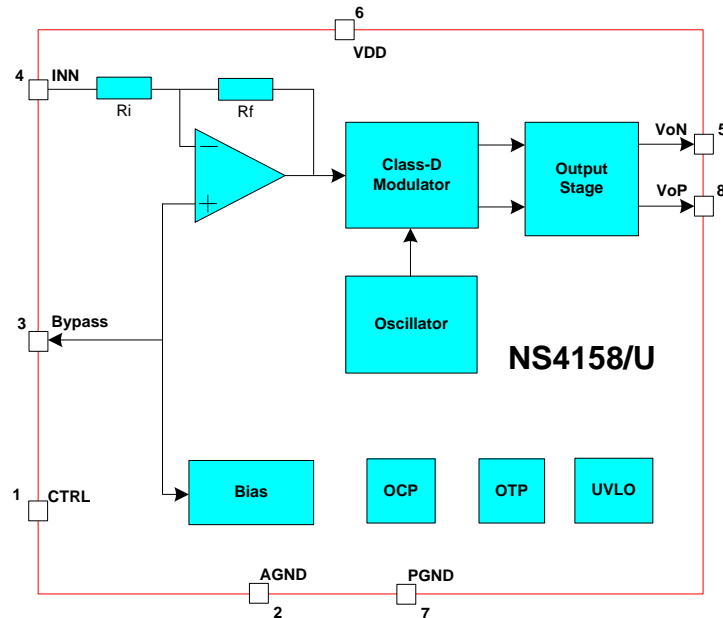 6
VDD
4
INN
Ri
Rf
Class-D
Modulator
Output
Stage
VoN
5
VoP
8
3
Bypass
Oscillator
NS4158/U
1
CTRL
Bias
OCP
OTP
UVLO
AGND
2
PGND
7